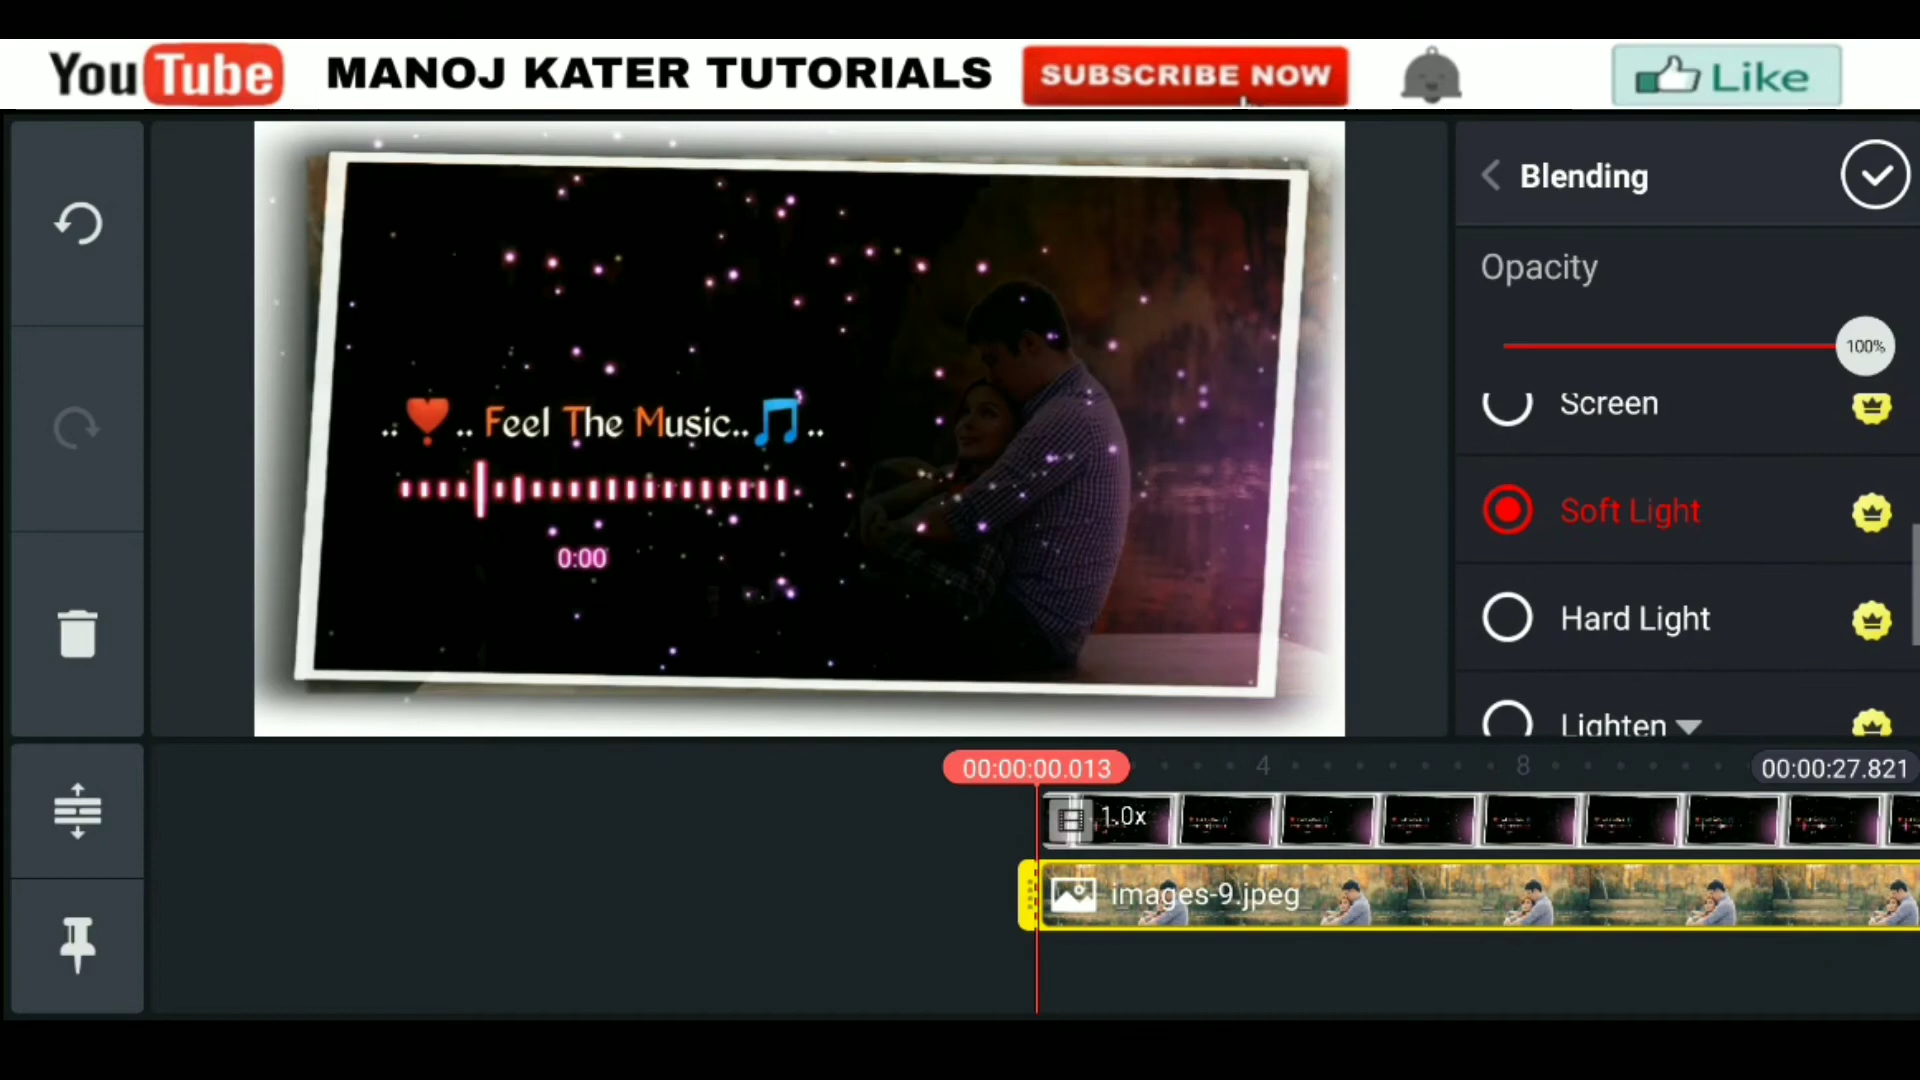 YouTube MANOJ KATER TUTORIALS SUBSCRIBE NOW Like
Blending
Opacity
100%
Screen
Soft Light
Hard Light
Lighten
..❣️.. Feel The Music..🎵..
0:00
00:00:00.013 4 8 00:00:27.821
1.0x
images-9.jpeg